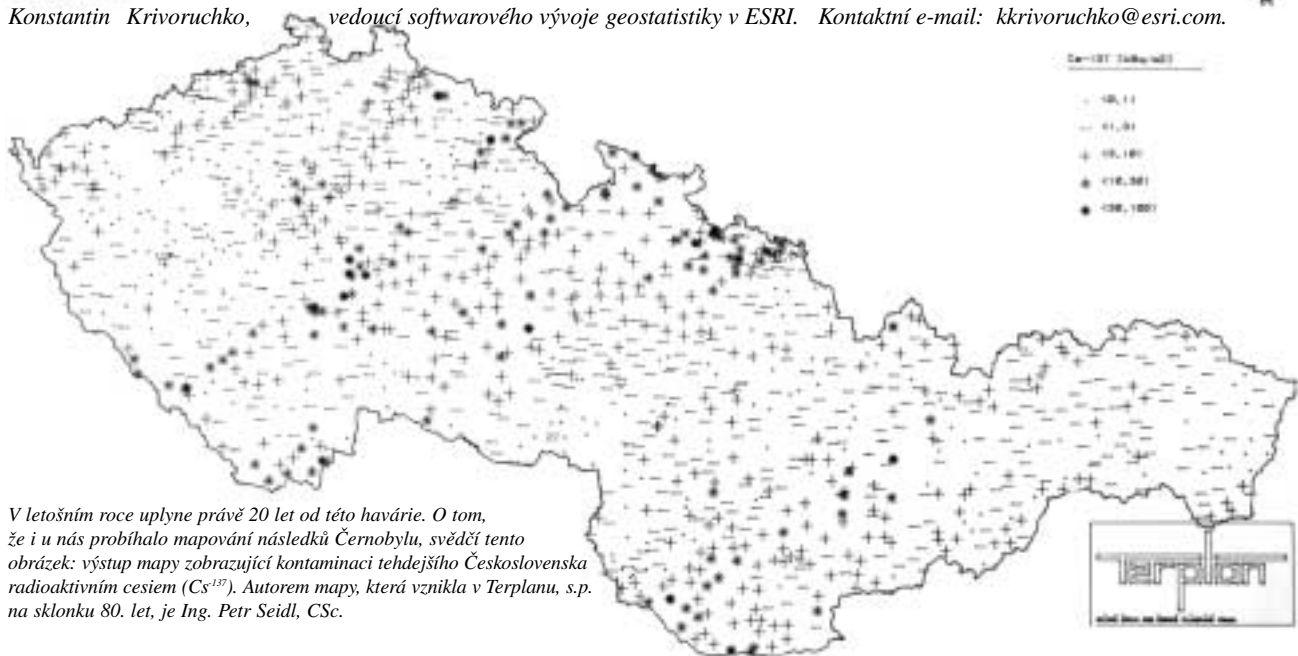 Konstantin Krivoruchko, vedoucí softwarového vývoje geostatistiky v ESRI. Kontaktní e-mail: kkrivoruchko@esri.com.
V letošním roce uplyne právě 20 let od této havárie. O tom,
že i u nás probíhalo mapování následků Černobylu, svědčí tento
obrázek: výstup mapy zobrazující kontaminaci tehdejšího Československa
radioaktivním cesiem (Cs-137). Autorem mapy, která vznikla v Terplanu, s.p.
na sklonku 80. let, je Ing. Petr Seidl, CSc.
Terplan